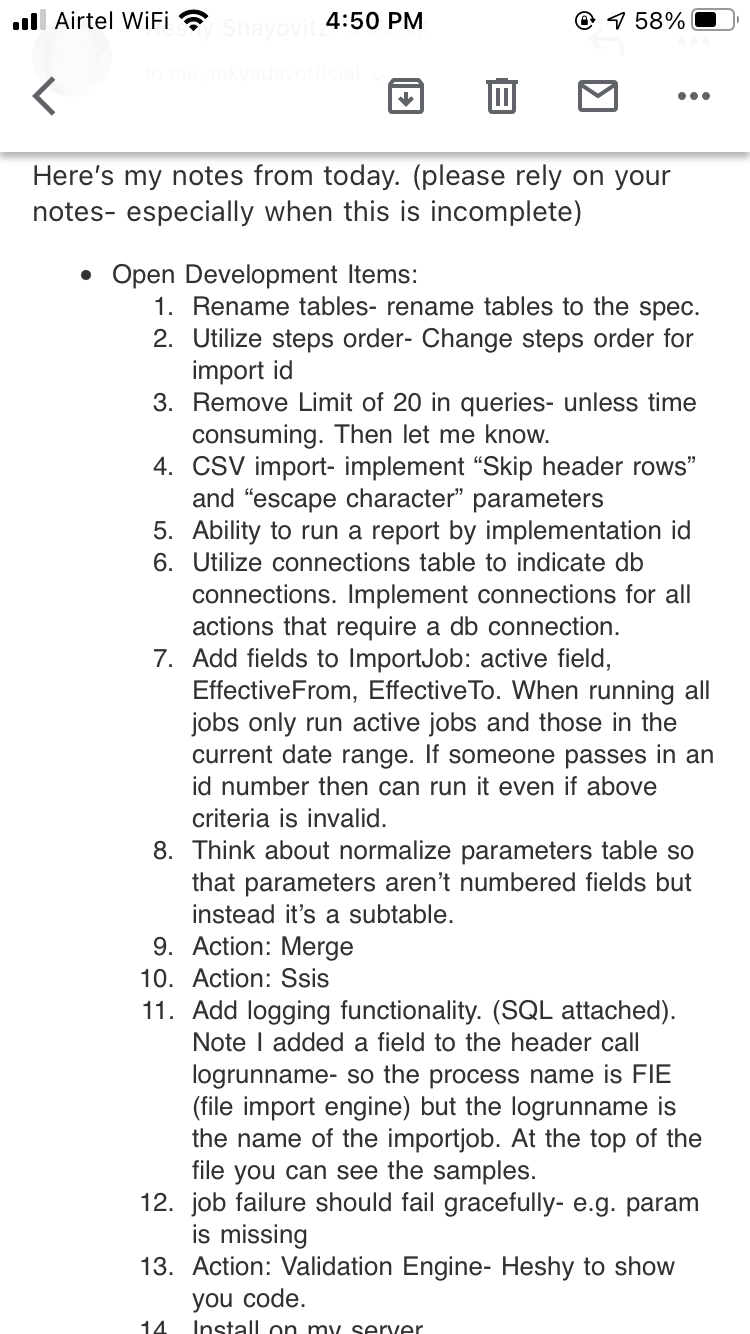 Airtel WiFi 4:50 PM 58%
Heshy Shayovitz
to me, mkyadavofficial
Here’s my notes from today. (please rely on your
notes- especially when this is incomplete)
• Open Development Items:
1. Rename tables- rename tables to the spec.
2. Utilize steps order- Change steps order for
import id
3. Remove Limit of 20 in queries- unless time
consuming. Then let me know.
4. CSV import- implement “Skip header rows”
and “escape character” parameters
5. Ability to run a report by implementation id
6. Utilize connections table to indicate db
connections. Implement connections for all
actions that require a db connection.
7. Add fields to ImportJob: active field,
EffectiveFrom, EffectiveTo. When running all
jobs only run active jobs and those in the
current date range. If someone passes in an
id number then can run it even if above
criteria is invalid.
8. Think about normalize parameters table so
that parameters aren’t numbered fields but
instead it’s a subtable.
9. Action: Merge
10. Action: Ssis
11. Add logging functionality. (SQL attached).
Note I added a field to the header call
logrunname- so the process name is FIE
(file import engine) but the logrunname is
the name of the importjob. At the top of the
file you can see the samples.
12. job failure should fail gracefully- e.g. param
is missing
13. Action: Validation Engine- Heshy to show
you code.
14. Install on my server